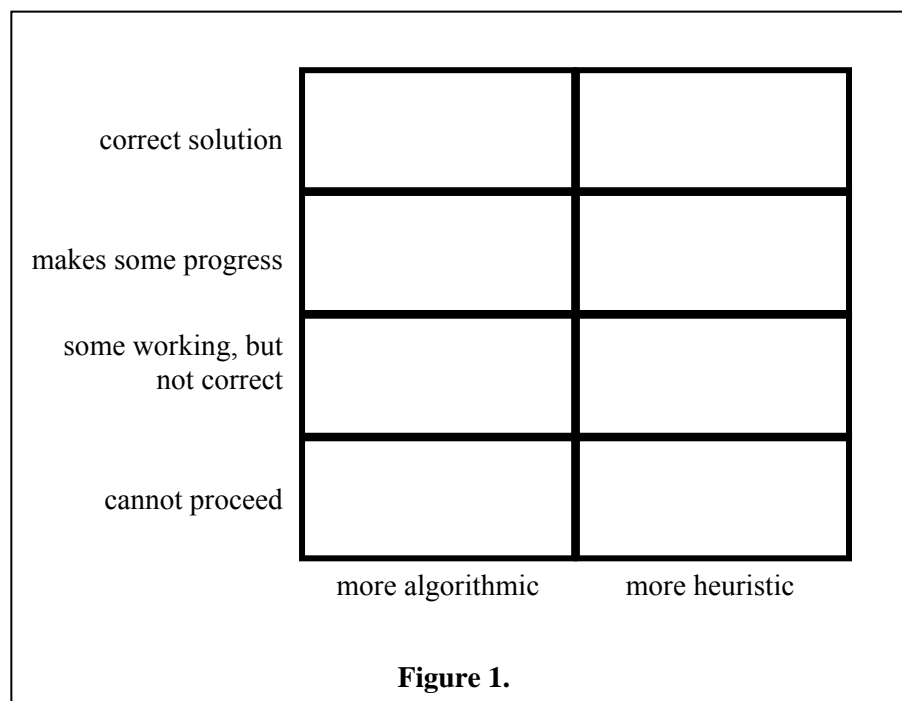 correct solution
makes some progress
some working, but
not correct
cannot proceed
more algorithmic more heuristic
Figure 1.